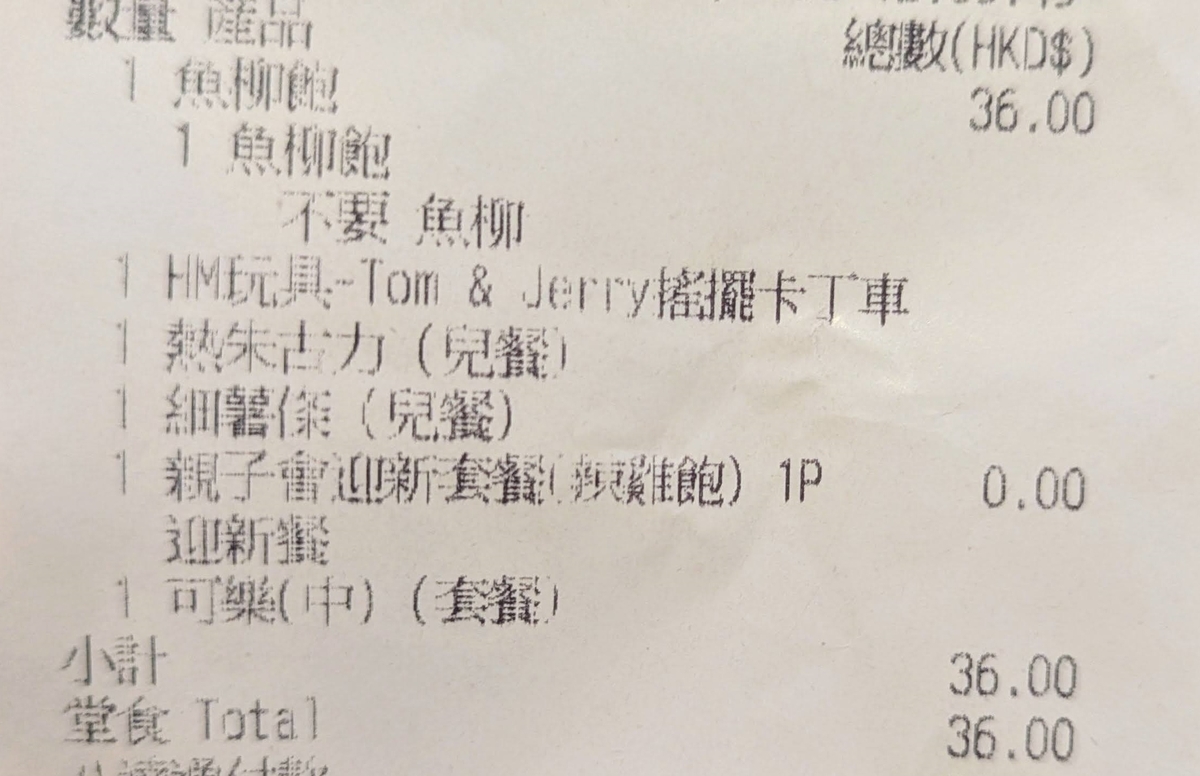 數量 產品
總數(HKD$)
1 魚柳飽 36.00
1 魚柳飽
不要 魚柳
1 HM玩具-Tom & Jerry搖擺卡丁車
1 熱朱古力 (兒餐)
1 細薯條 (兒餐)
1 親子會迎新套餐(辣雞飽) 1P 0.00
迎新餐
1 可樂(中) (套餐)
小計 36.00
堂食 Total 36.00